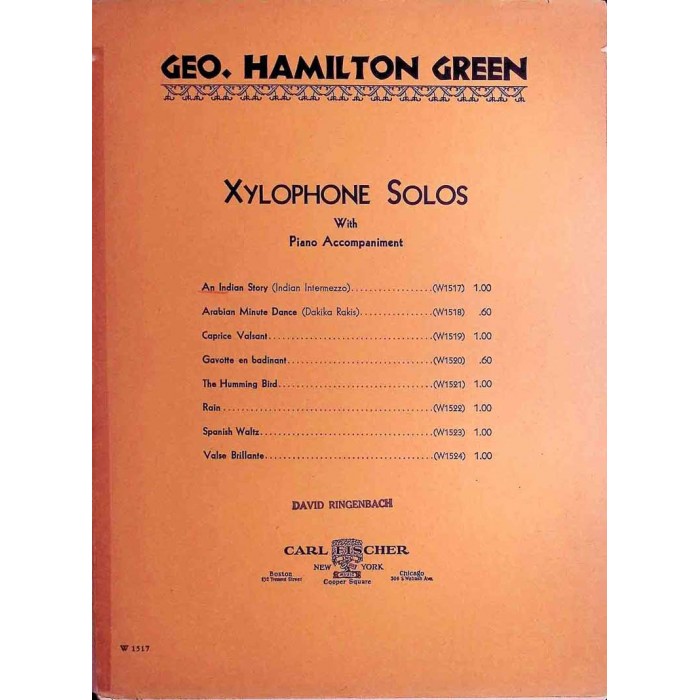 GEO. HAMILTON GREEN
XYLOPHONE SOLOS
With
Piano Accompaniment
An Indian Story (Indian Intermezzo)..................(W1517) 1.00
Arabian Minute Dance (Dakika Rakis).................(W1518) .60
Caprice Valsant.....................................(W1519) 1.00
Gavotte en badinant.................................(W1520) .60
The Humming Bird....................................(W1521) 1.00
Rain................................................(W1522) 1.00
Spanish Waltz.......................................(W1523) 1.00
Valse Brillante.....................................(W1524) 1.00
DAVID RINGENBACH
CARL FISCHER
NEW YORK
Boston Chicago
Cooper Square
W 1517